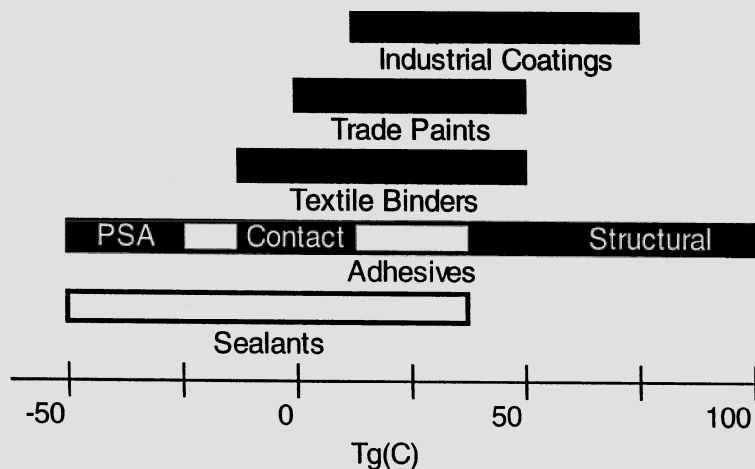 Industrial Coatings
Trade Paints
Textile Binders
PSA Contact Structural
Adhesives
Sealants
-50 0 50 100
Tg(C)